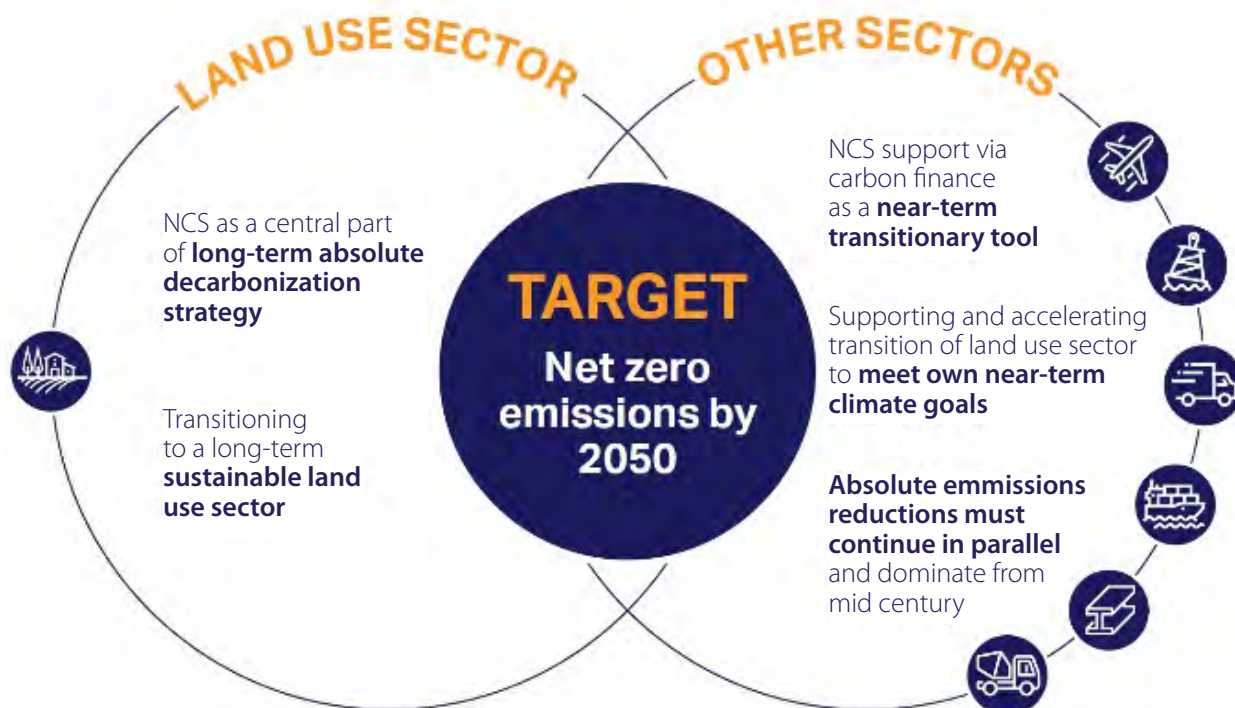 LAND USE SECTOR
NCS as a central part
of long-term absolute
decarbonization
strategy
Transitioning
to a long-term
sustainable land
use sector
TARGET
Net zero
emissions by
2050
OTHER SECTORS
NCS support via
carbon finance
as a near-term
transitionary tool
Supporting and accelerating
transition of land use sector
to meet own near-term
climate goals
Absolute emmissions
reductions must
continue in parallel
and dominate from
mid century